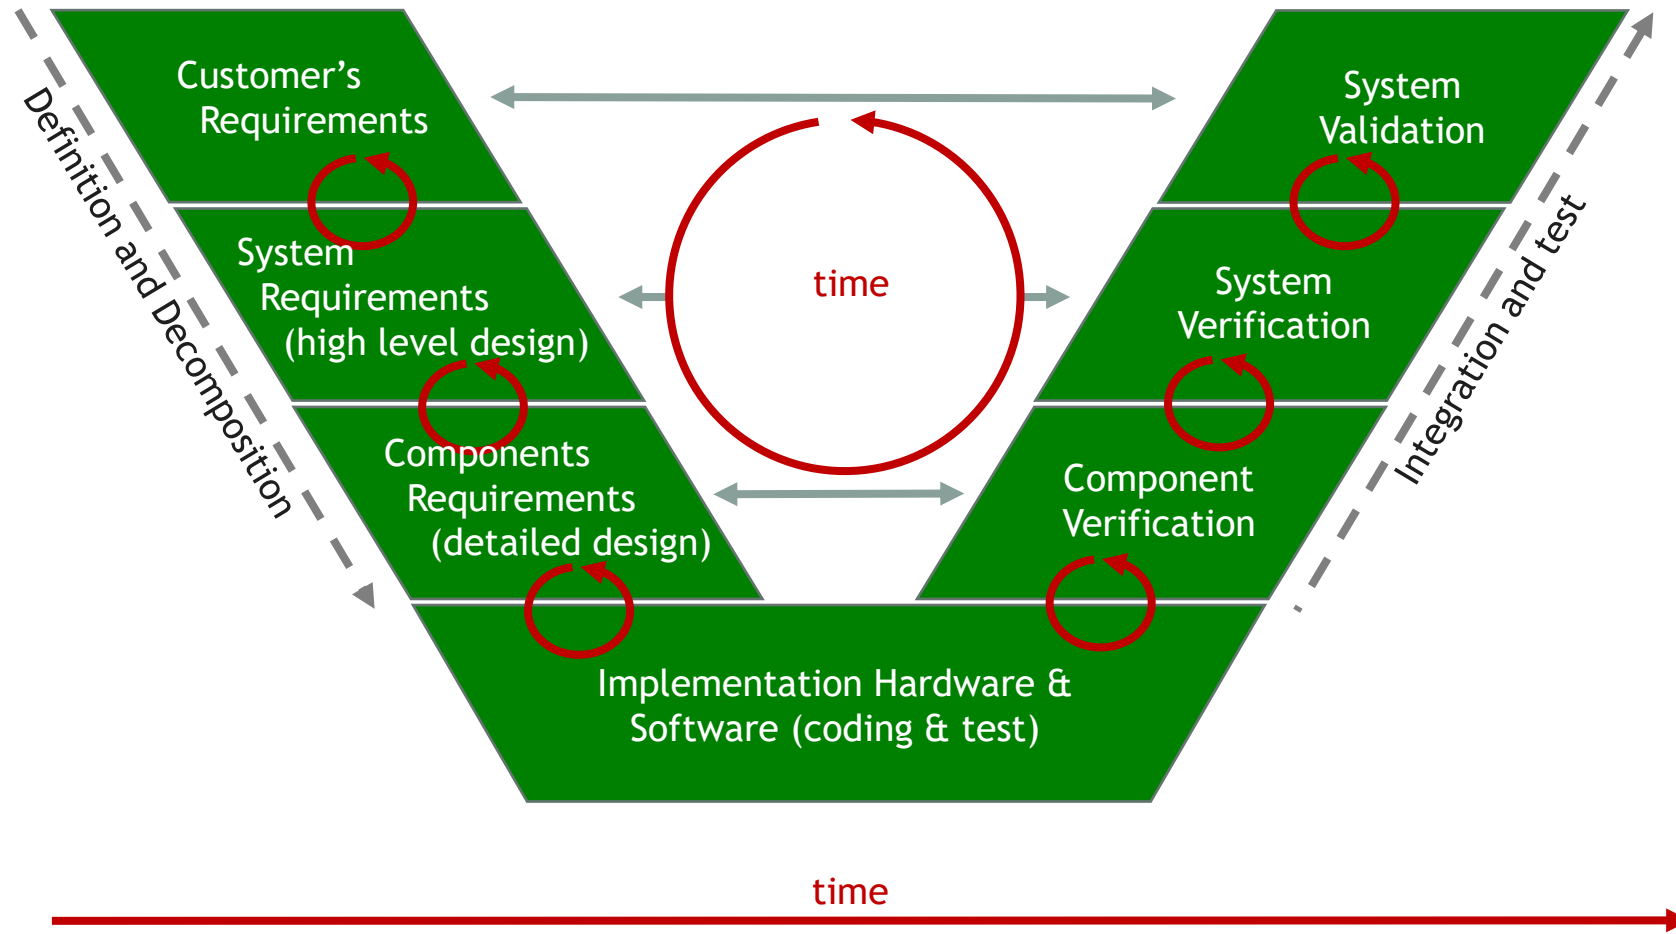 Customer’s
Requirements
System
Requirements
(high level design)
Components
Requirements
(detailed design)
Implementation Hardware &
Software (coding & test)
Component
Verification
System
Verification
System
Validation
Definition and Decomposition
Integration and test
time
time